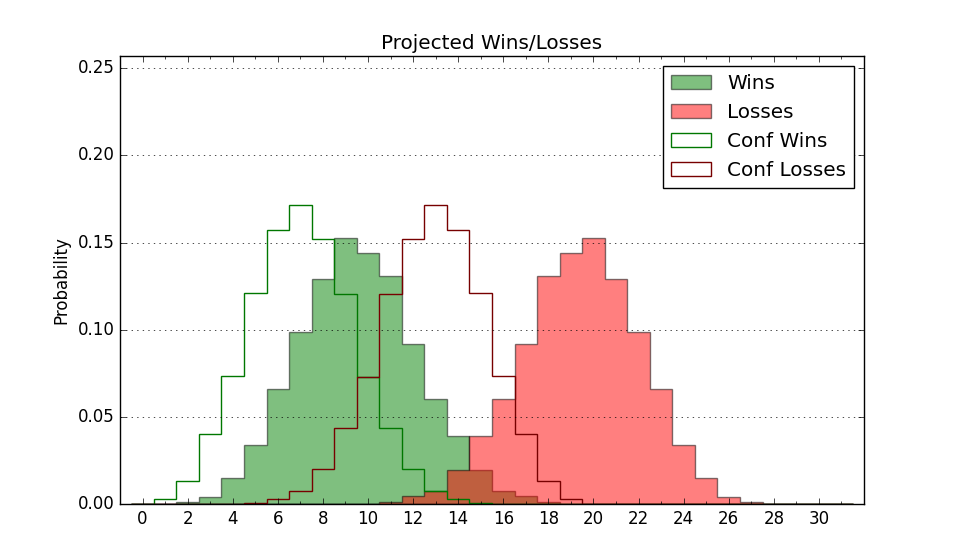 Projected Wins/Losses
0.25
0.20
0.15
0.10
0.05
0.00
Probability
Wins
Losses
Conf Wins
Conf Losses
0 2 4 6 8 10 12 14 16 18 20 22 24 26 28 30